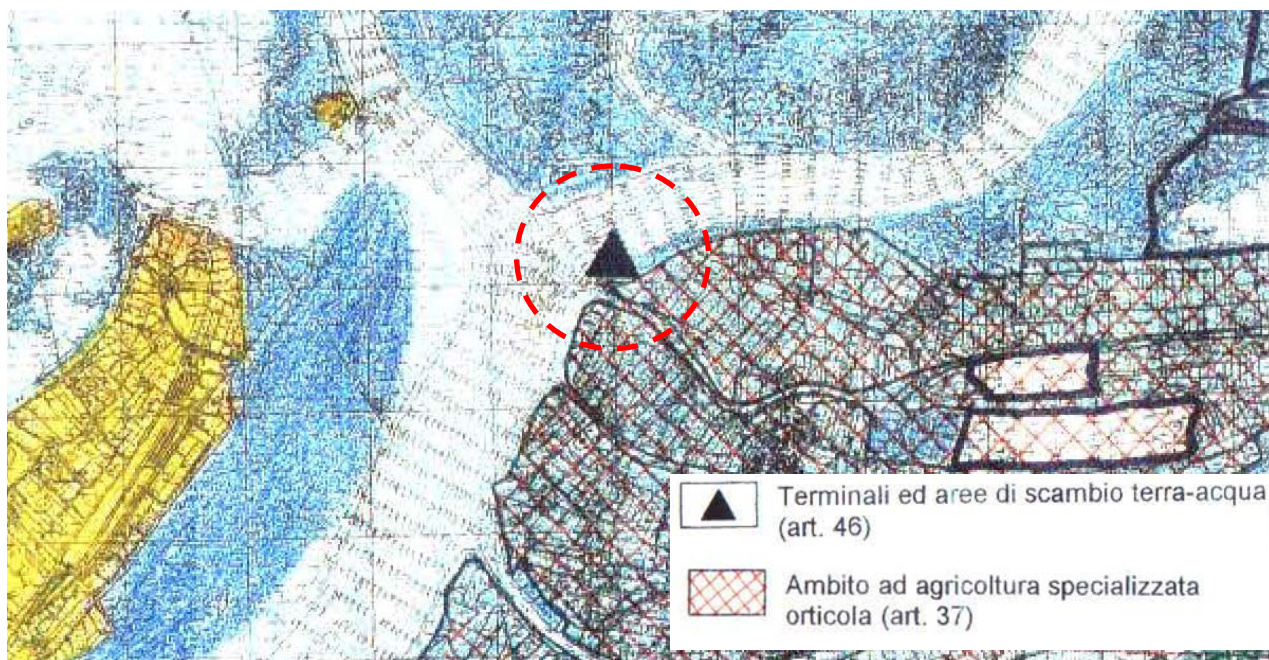 Terminali ed aree di scambio terra-acqua
(art. 46)
Ambito ad agricoltura specializzata
orticola (art. 37)